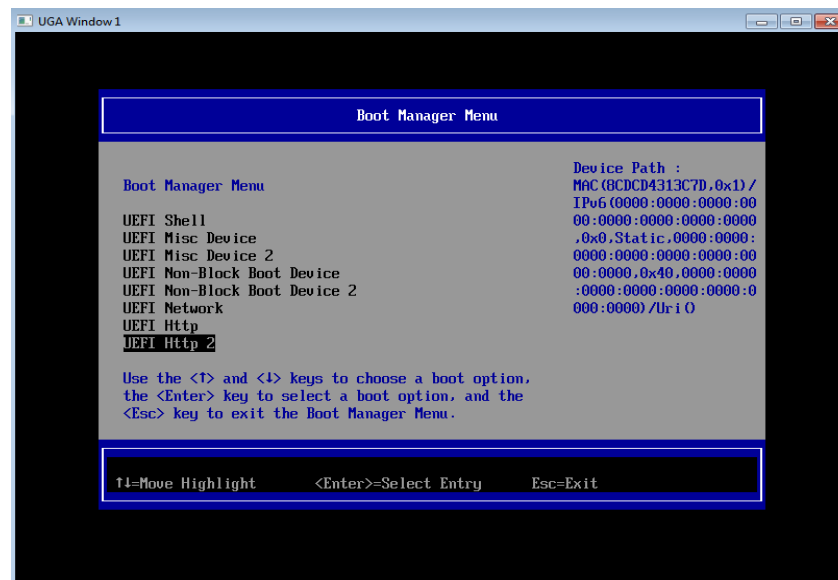 UGA Window 1
Boot Manager Menu
Boot Manager Menu
UEFI Shell
UEFI Misc Device
UEFI Misc Device 2
UEFI Non-Block Boot Device
UEFI Non-Block Boot Device 2
UEFI Network
UEFI Http
UEFI Http 2
Use the <↑> and <↓> keys to choose a boot option,
the <Enter> key to select a boot option, and the
<Esc> key to exit the Boot Manager Menu.
Device Path :
MAC(8CDCD4313C7D,0x1)/
IPv6(0000:0000:0000:00
00:0000:0000:0000:0000
,0x0,Static,0000:0000:
0000:0000:0000:0000:00
00:0000,0x40,0000:0000
:0000:0000:0000:0000:0
000:0000)/Uri()
↑↓=Move Highlight <Enter>=Select Entry Esc=Exit